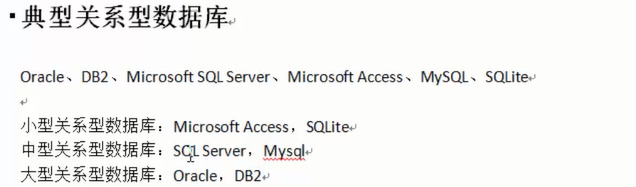 典型关系型数据库
Oracle、DB2、Microsoft SQL Server、Microsoft Access、MySQL、SQLite
小型关系型数据库：Microsoft Access，SQLite
中型关系型数据库：SQL Server，Mysql
大型关系型数据库：Oracle，DB2